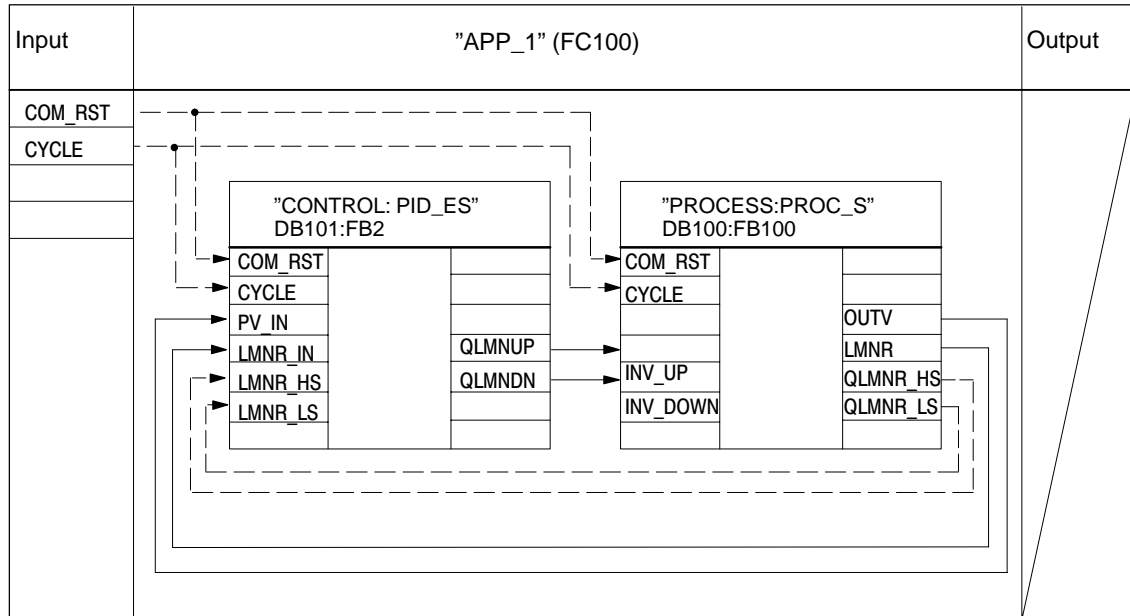 Input
”APP_1” (FC100)
Output
COM_RST
CYCLE
”CONTROL: PID_ES”
DB101:FB2
COM_RST
CYCLE
PV_IN
LMNR_IN
LMNR_HS
LMNR_LS
QLMNUP
QLMNDN
”PROCESS:PROC_S”
DB100:FB100
COM_RST
CYCLE
INV_UP
INV_DOWN
OUTV
LMNR
QLMNR_HS
QLMNR_LS